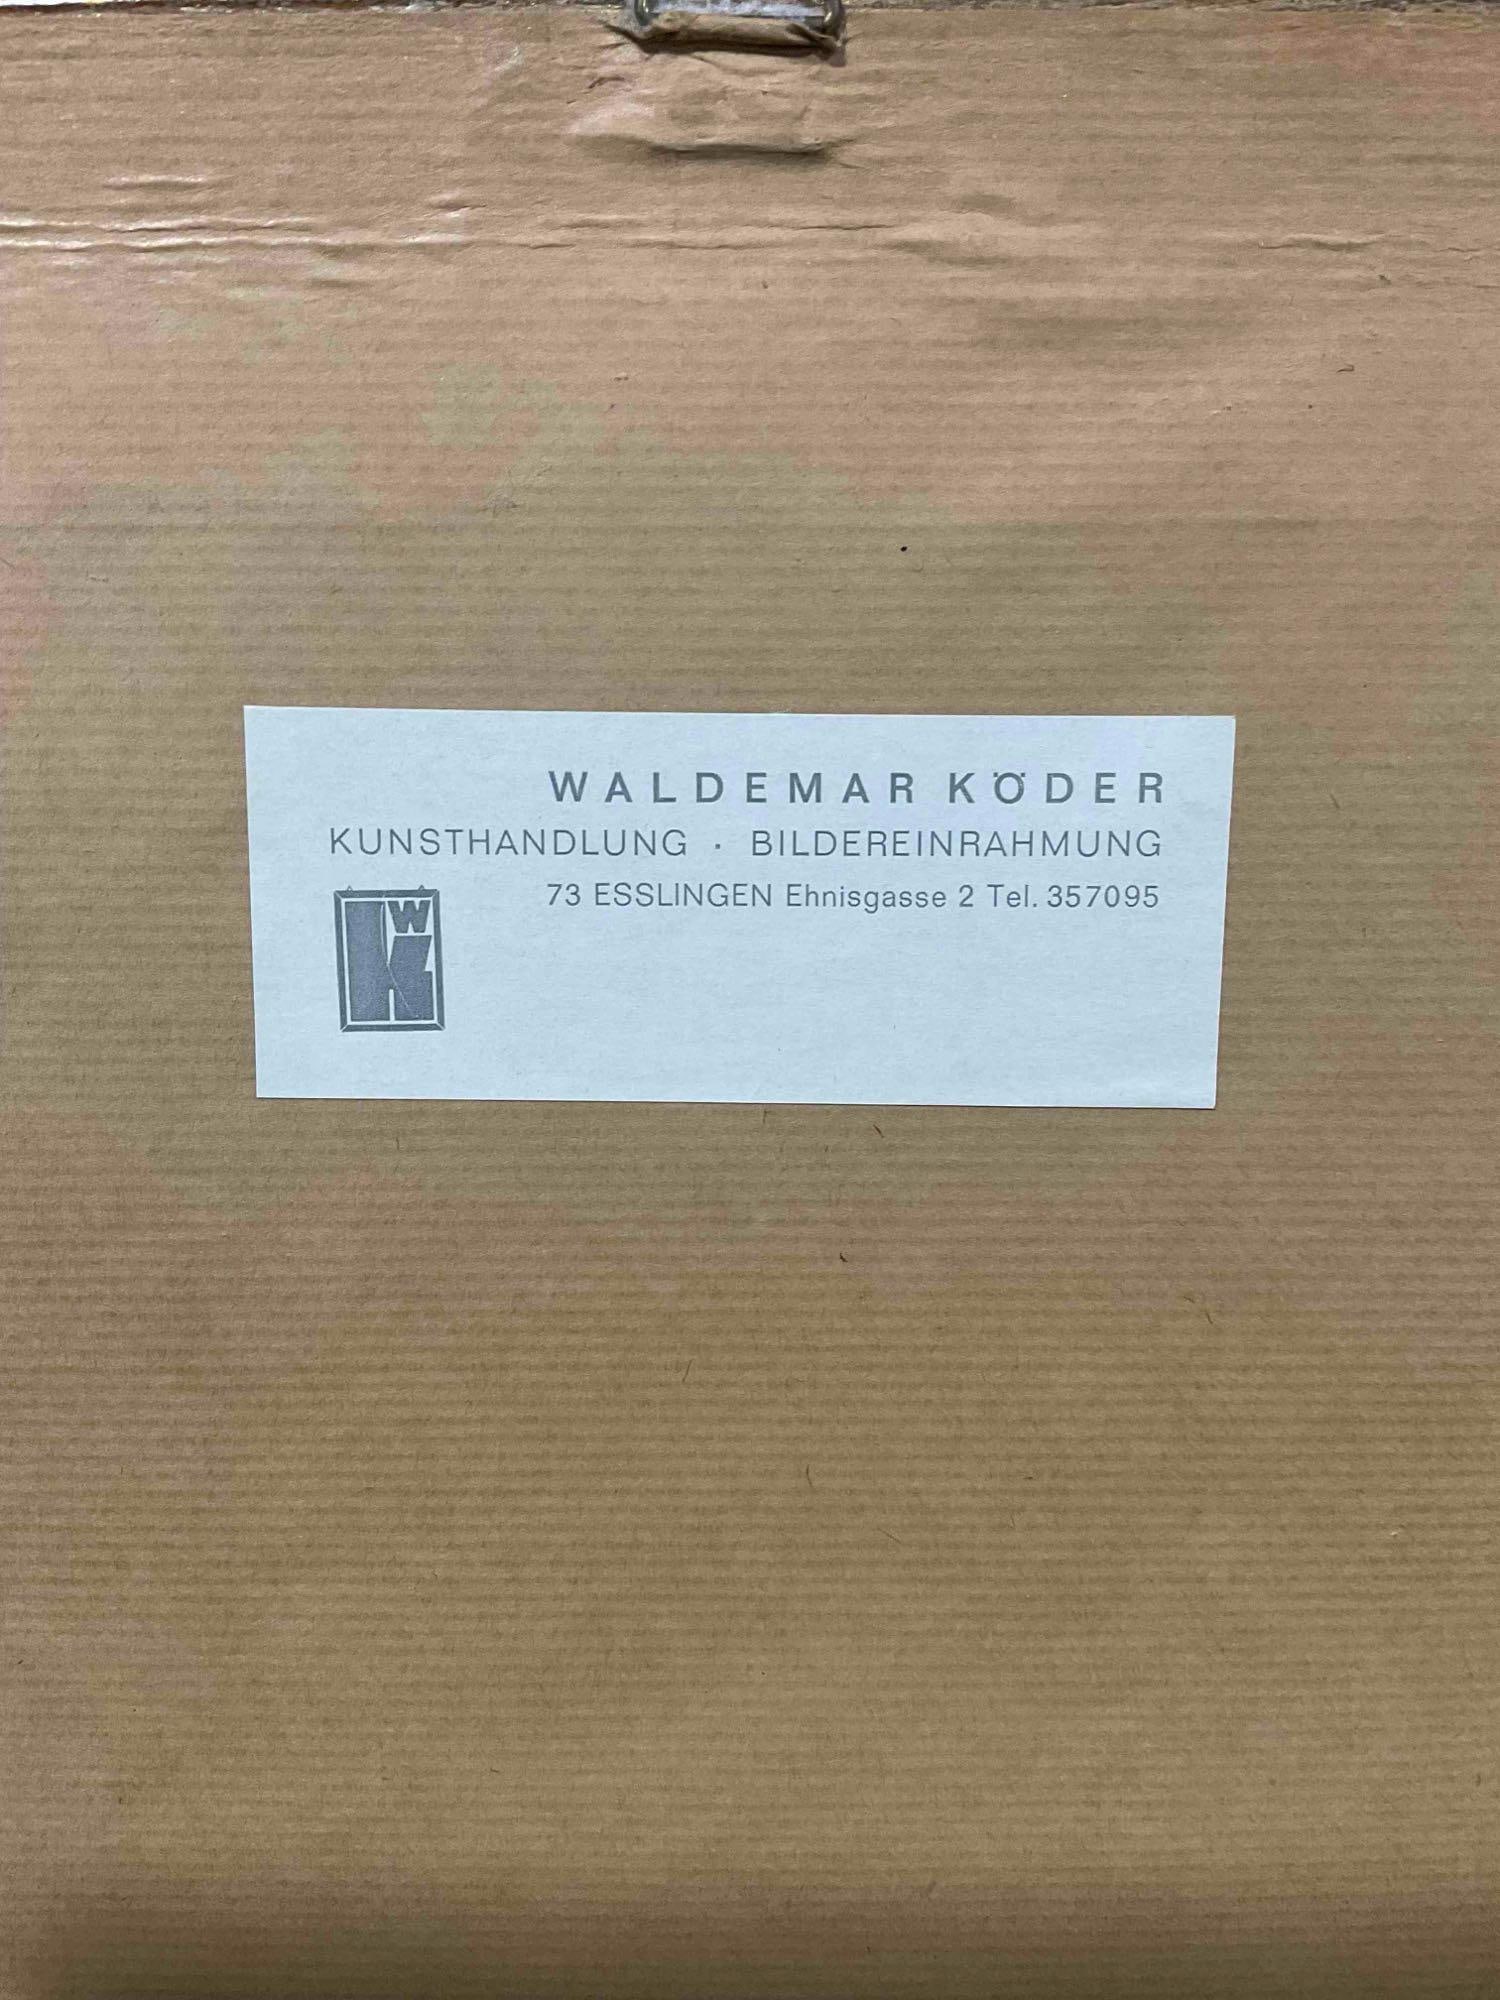 WALDEMAR KÖDER
KUNSTHANDLUNG · BILDEREINRAHMUNG
73 ESSLINGEN Ehnisgasse 2 Tel. 357095
WK